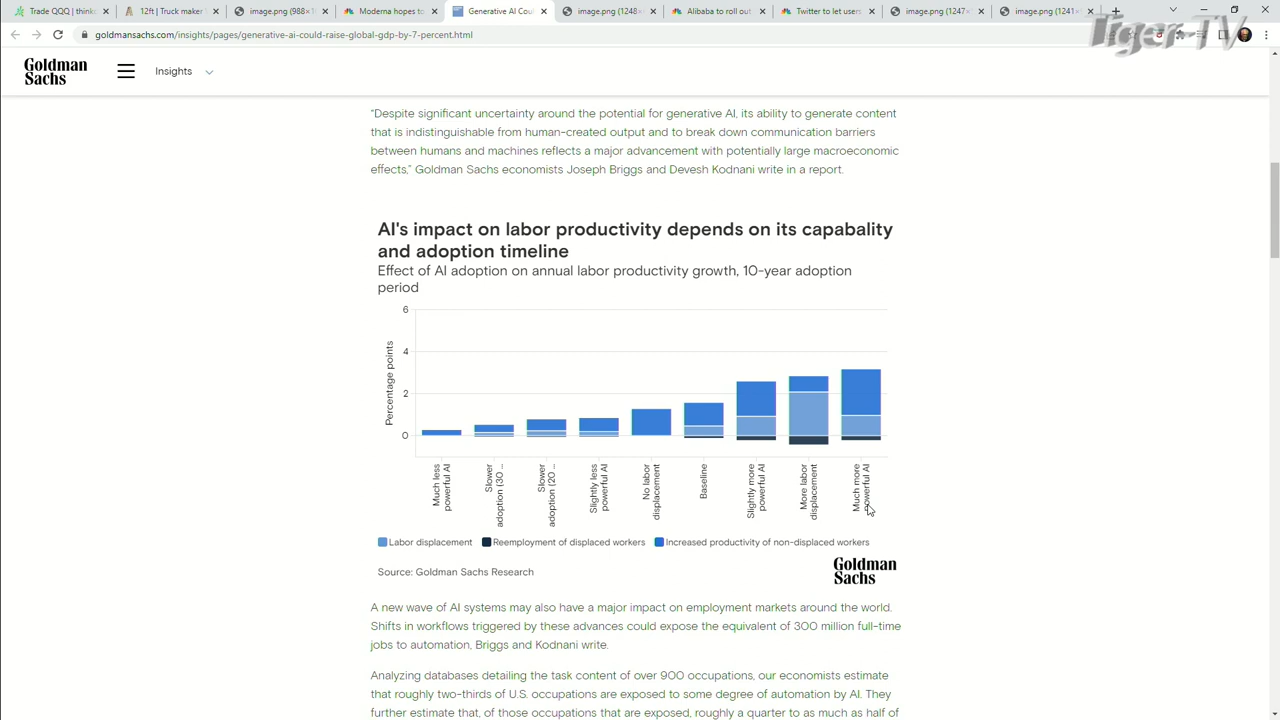 Trade QQQ | think
12ft | Truck maker
image.png (988×1
Moderna hopes to
Generative AI Cou
image.png (1248×
Alibaba to roll out
Twitter to let users
image.png (1247×
image.png (1241×
Tiger-TV
goldmansachs.com/insights/pages/generative-ai-could-raise-global-gdp-by-7-percent.html
Goldman
Sachs
Insights
“Despite significant uncertainty around the potential for generative AI, its ability to generate content
that is indistinguishable from human-created output and to break down communication barriers
between humans and machines reflects a major advancement with potentially large macroeconomic
effects,” Goldman Sachs economists Joseph Briggs and Devesh Kodnani write in a report.
AI's impact on labor productivity depends on its capabality
and adoption timeline
Effect of AI adoption on annual labor productivity growth, 10-year adoption
period
Percentage points
6
4
2
0
Much less
powerful AI
Slower
adoption (30 ...
Slower
adoption (20 ...
Slightly less
powerful AI
No labor
displacement
Baseline
Slightly more
powerful AI
More labor
displacement
Much more
powerful AI
Labor displacement
Reemployment of displaced workers
Increased productivity of non-displaced workers
Source: Goldman Sachs Research
Goldman
Sachs
A new wave of AI systems may also have a major impact on employment markets around the world.
Shifts in workflows triggered by these advances could expose the equivalent of 300 million full-time
jobs to automation, Briggs and Kodnani write.
Analyzing databases detailing the task content of over 900 occupations, our economists estimate
that roughly two-thirds of U.S. occupations are exposed to some degree of automation by AI. They
further estimate that, of those occupations that are exposed, roughly a quarter to as much as half of